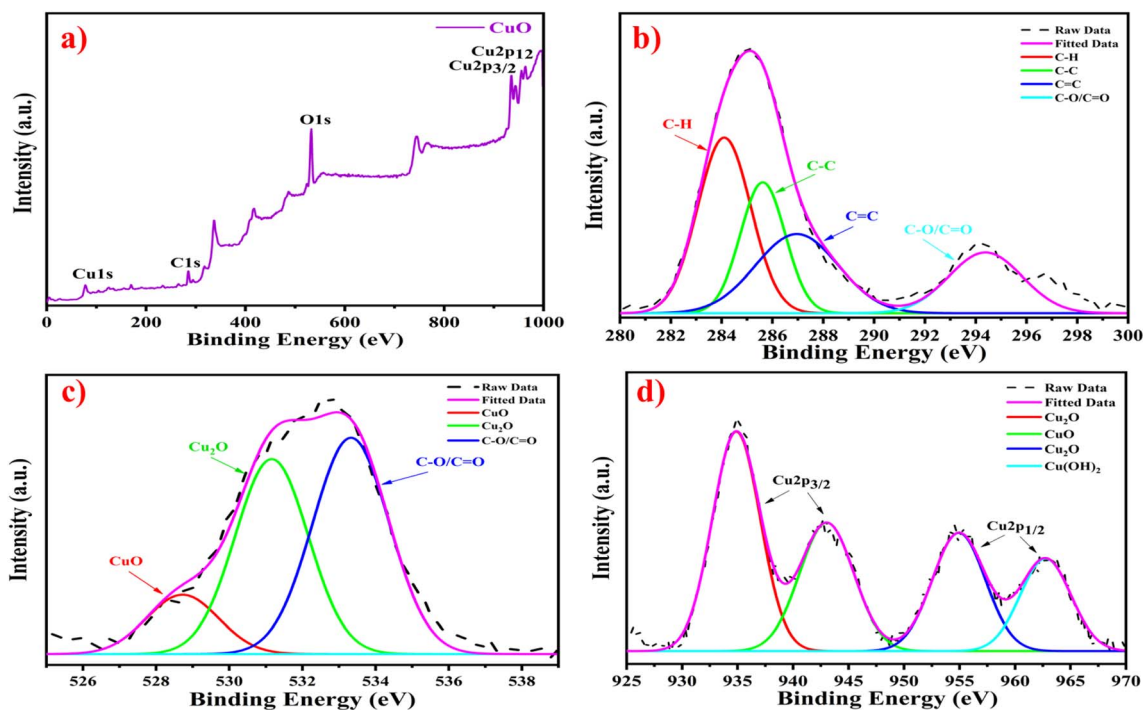 a)
CuO
Cu2p12
Cu2p3/2
O1s
Cu1s
C1s
Intensity (a.u.)
0 200 400 600 800 1000
Binding Energy (eV)
b)
Raw Data
Fitted Data
C-H
C-C
C=C
C-O/C=O
C-H
C-C
C=C
C-O/C=O
Intensity (a.u.)
280 282 284 286 288 290 292 294 296 298 300
Binding Energy (eV)
c)
Raw Data
Fitted Data
CuO
Cu2O
C-O/C=O
Cu2O
C-O/C=O
CuO
Intensity (a.u.)
526 528 530 532 534 536 538
Binding Energy (eV)
d)
Raw Data
Fitted Data
Cu2O
CuO
Cu2O
Cu(OH)2
Cu2p3/2
Cu2p1/2
Intensity (a.u.)
925 930 935 940 945 950 955 960 965 970
Binding Energy (eV)